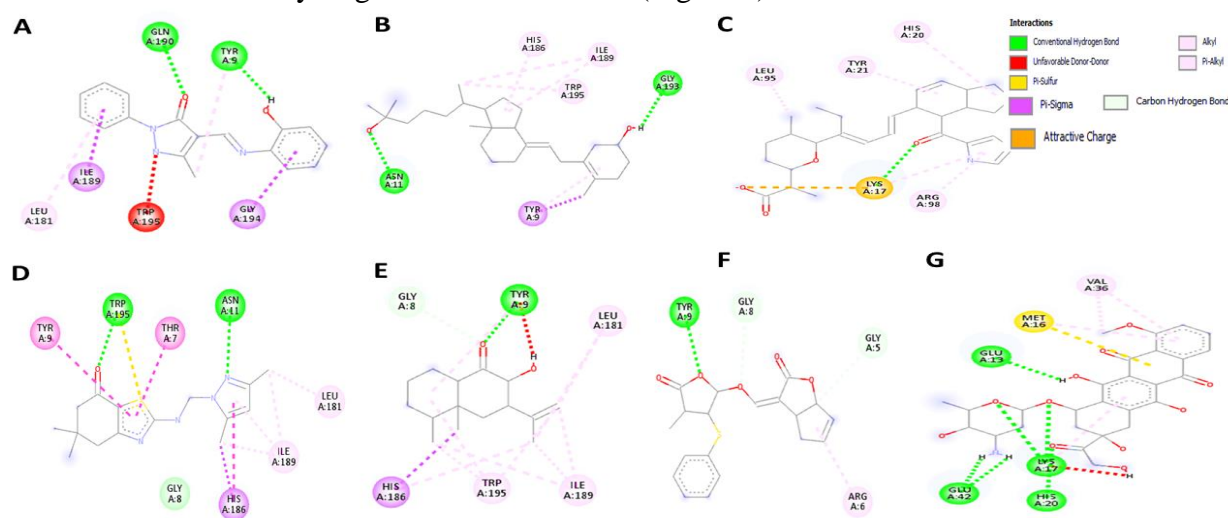 A
GLN
A:190
TYR
A:9
ILE
A:189
LEU
A:181
TRP
A:195
GLY
A:194
O
H
N
N
N
B
HIS
A:186
ILE
A:189
TRP
A:195
GLY
A:193
ASN
A:11
TYR
A:9
H
C
HIS
A:20
LEU
A:95
TYR
A:21
LYS
A:17
ARG
A:98
Interactions
Conventional Hydrogen Bond
Unfavorable Donor-Donor
Pi-Sulfur
Pi-Sigma
Attractive Charge
Alkyl
Pi-Alkyl
Carbon Hydrogen Bond
D
TRP
A:195
ASN
A:11
TYR
A:9
THR
A:7
LEU
A:181
ILE
A:189
GLY
A:8
HIS
A:186
E
GLY
A:8
TYR
A:9
LEU
A:181
HIS
A:186
TRP
A:195
ILE
A:189
F
TYR
A:9
GLY
A:8
GLY
A:5
ARG
A:6
G
VAL
A:36
MET
A:16
GLU
A:13
LYS
A:17
GLU
A:42
HIS
A:20